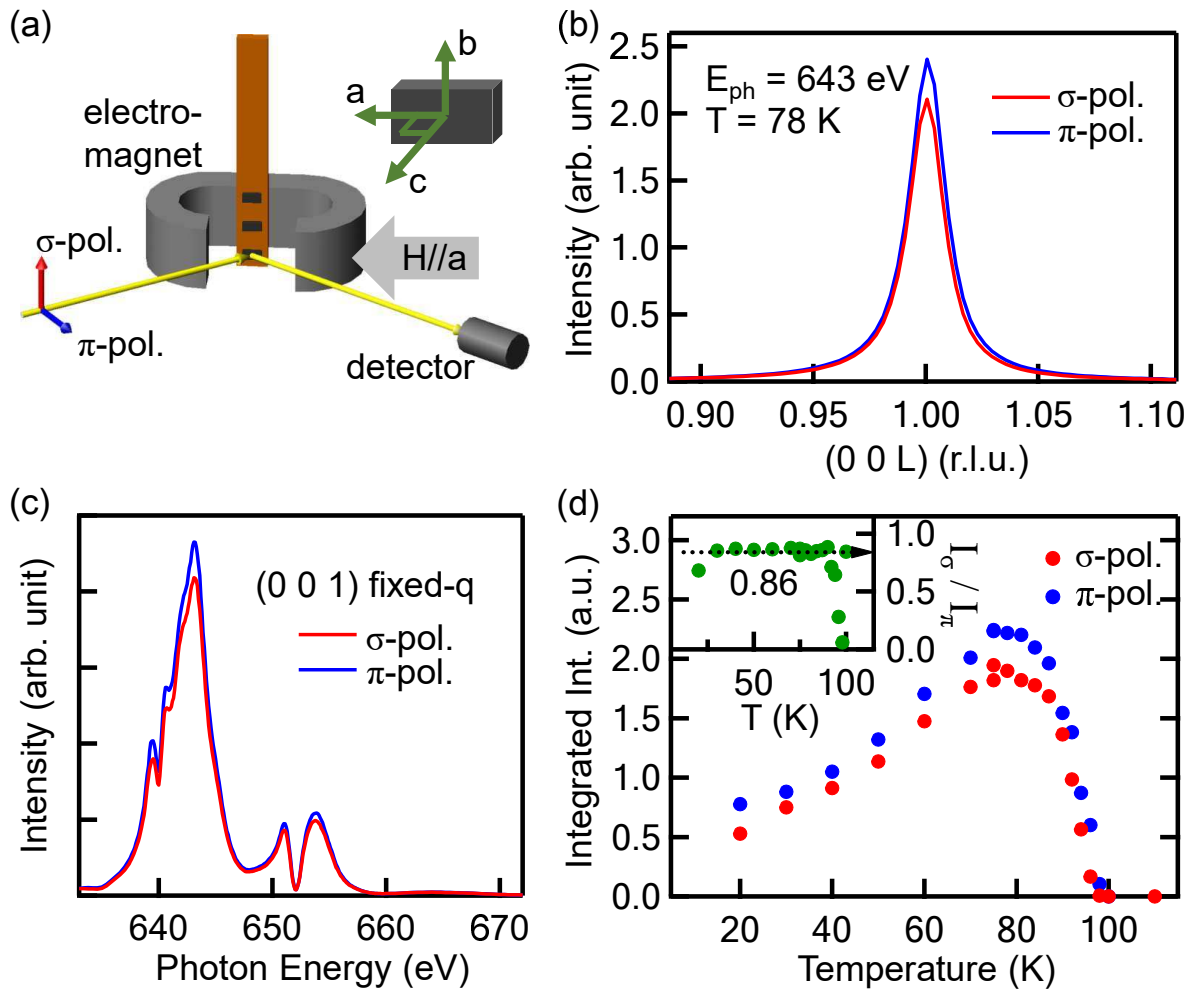 (a)
electro-
magnet
b
a
c
σ-pol.
π-pol.
H//a
detector
(b)
2.5
2.0
1.5
1.0
0.5
0.0
Intensity (arb. unit)
E_ph = 643 eV
T = 78 K
σ-pol.
π-pol.
0.90 0.95 1.00 1.05 1.10
(0 0 L) (r.l.u.)
(c)
Intensity (arb. unit)
(0 0 1) fixed-q
σ-pol.
π-pol.
640 650 660 670
Photon Energy (eV)
(d)
3.0
2.5
2.0
1.5
1.0
0.5
0.0
Integrated Int. (a.u.)
0.86
1.0
0.5
0.0
I_σ / I_π
50 100
T (K)
σ-pol.
π-pol.
20 40 60 80 100
Temperature (K)